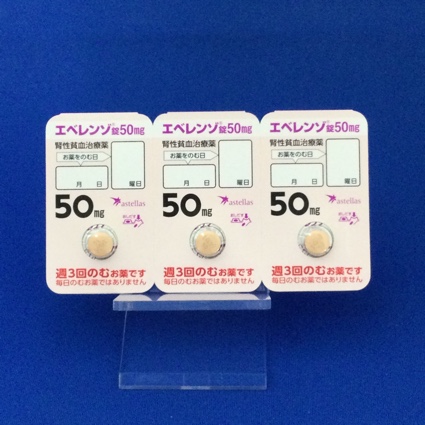 エベレンゾ錠50mg
腎性貧血治療薬
お薬をのむ日
月 日
曜日
50mg
astellas
週3回のむお薬です
毎日のむお薬ではありません
エベレンゾ錠50mg
腎性貧血治療薬
お薬をのむ日
月 日
曜日
50mg
astellas
週3回のむお薬です
毎日のむお薬ではありません
エベレンゾ錠50mg
腎性貧血治療薬
お薬をのむ日
月 日
曜日
50mg
astellas
週3回のむお薬です
毎日のむお薬ではありません